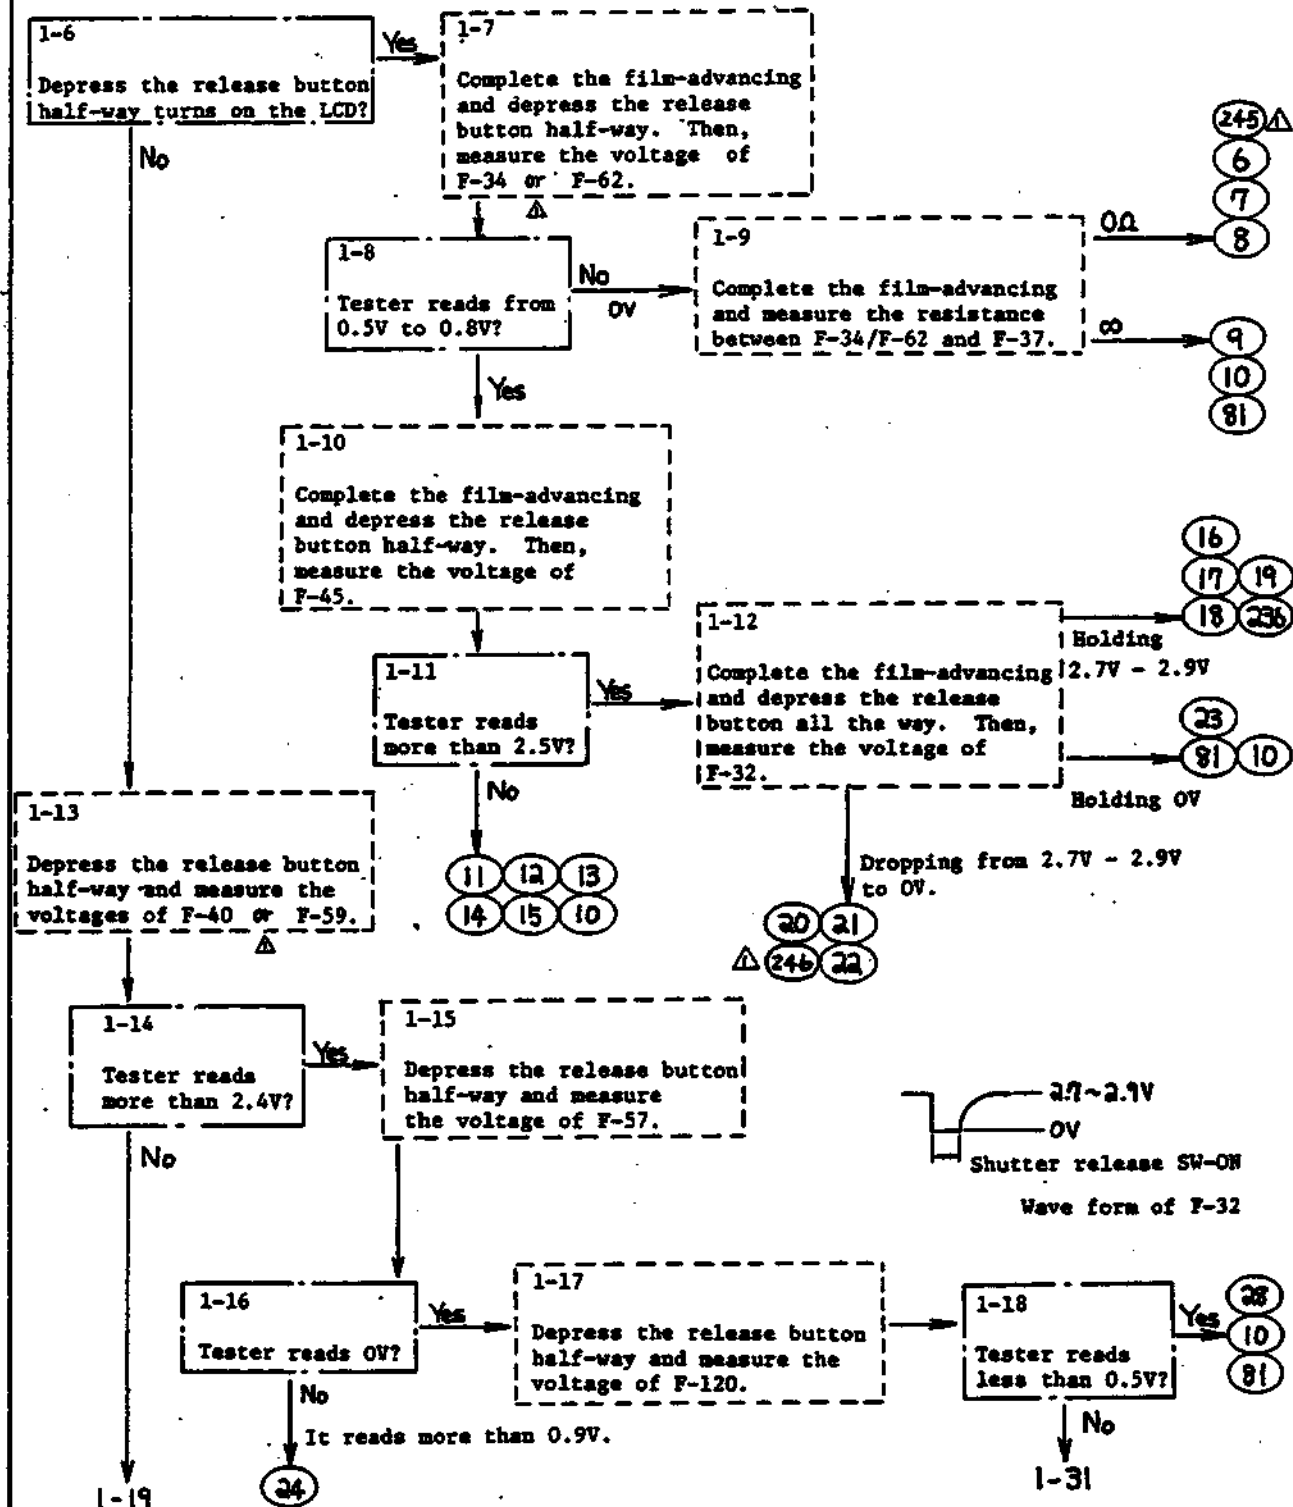 1-6
Depress the release button
half-way turns on the LCD?
Yes
No
1-7
Complete the film-advancing
and depress the release
button half-way. Then,
measure the voltage of
F-34 or F-62.
1
1-8
Tester reads from
0.5V to 0.8V?
No
0V
Yes
1-9
Complete the film-advancing
and measure the resistance
between F-34/F-62 and F-37.
0Ω
245 1
6
7
8
∞
9
10
81
1-10
Complete the film-advancing
and depress the release
button half-way. Then,
measure the voltage of
F-45.
1-11
Tester reads
more than 2.5V?
Yes
No
11 12 13
14 15 10
1-12
Complete the film-advancing
and depress the release
button all the way. Then,
measure the voltage of
F-32.
Holding
2.7V - 2.9V
16
17 19
18 236
Holding 0V
23
81 10
Dropping from 2.7V - 2.9V
to 0V.
20 21
1 246 22
1-13
Depress the release button
half-way and measure the
voltages of F-40 or F-59.
1
1-14
Tester reads
more than 2.4V?
Yes
No
1-19
1-15
Depress the release button
half-way and measure
the voltage of F-57.
2.7~2.9V
0V
Shutter release SW-ON
Wave form of F-32
1-16
Tester reads 0V?
Yes
No
It reads more than 0.9V.
24
1-17
Depress the release button
half-way and measure the
voltage of F-120.
1-18
Tester reads
less than 0.5V?
Yes
28
10
81
No
1-31